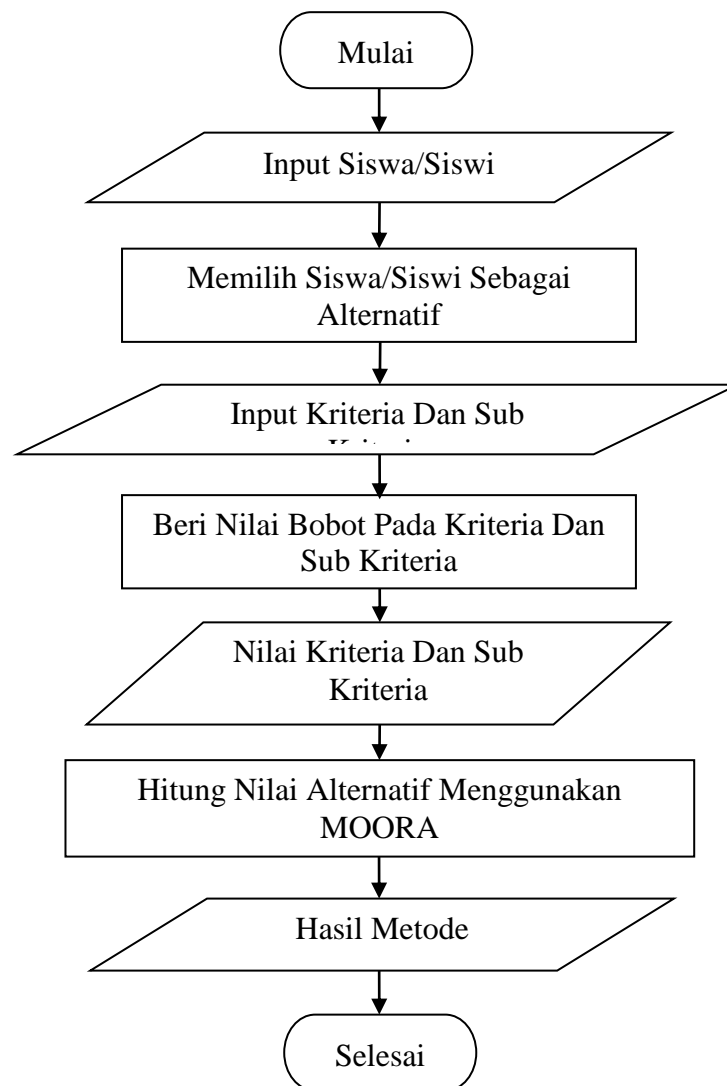 Mulai
Input Siswa/Siswi
Memilih Siswa/Siswi Sebagai
Alternatif
Input Kriteria Dan Sub
Kriteria
Beri Nilai Bobot Pada Kriteria Dan
Sub Kriteria
Nilai Kriteria Dan Sub
Kriteria
Hitung Nilai Alternatif Menggunakan
MOORA
Hasil Metode
Selesai